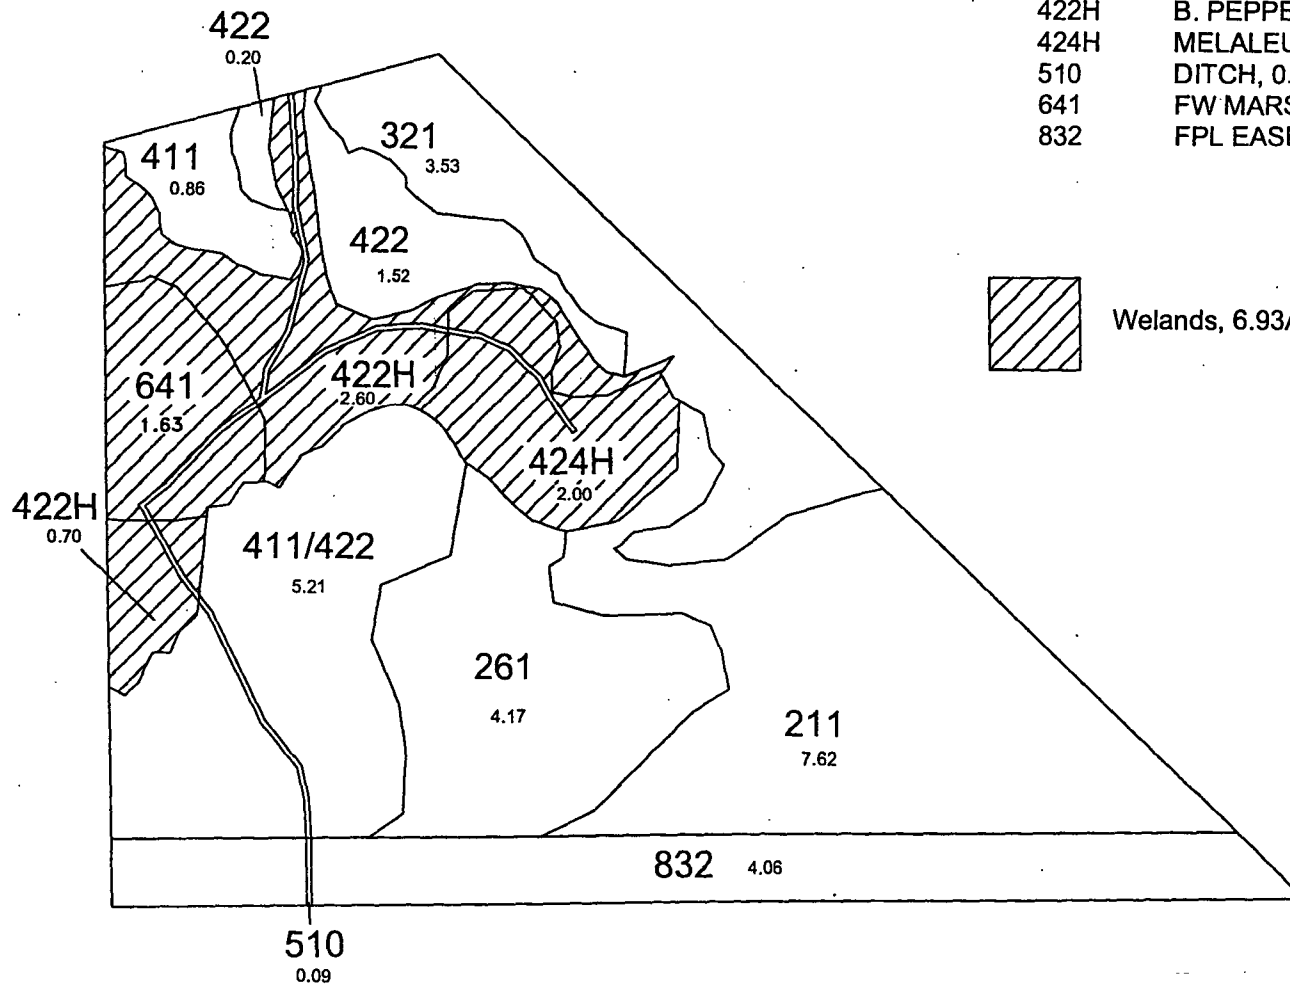 422H B. PEPPE
424H MELALEU
510 DITCH, 0.
641 FW MARS
832 FPL EASE
Welands, 6.93/
422
0.20
411
0.86
321
3.53
422
1.52
641
1.63
422H
2.60
424H
2.00
422H
0.70
411/422
5.21
261
4.17
211
7.62
832 4.06
510
0.09